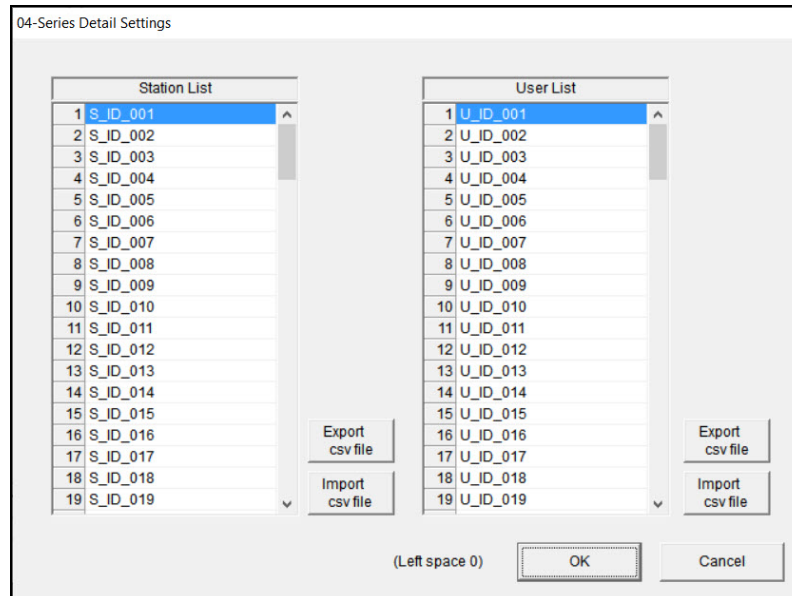 04-Series Detail Settings
Station List
1 S_ID_001
2 S_ID_002
3 S_ID_003
4 S_ID_004
5 S_ID_005
6 S_ID_006
7 S_ID_007
8 S_ID_008
9 S_ID_009
10 S_ID_010
11 S_ID_011
12 S_ID_012
13 S_ID_013
14 S_ID_014
15 S_ID_015
16 S_ID_016
17 S_ID_017
18 S_ID_018
19 S_ID_019
Export
csv file
Import
csv file
User List
1 U_ID_001
2 U_ID_002
3 U_ID_003
4 U_ID_004
5 U_ID_005
6 U_ID_006
7 U_ID_007
8 U_ID_008
9 U_ID_009
10 U_ID_010
11 U_ID_011
12 U_ID_012
13 U_ID_013
14 U_ID_014
15 U_ID_015
16 U_ID_016
17 U_ID_017
18 U_ID_018
19 U_ID_019
Export
csv file
Import
csv file
(Left space 0)
OK
Cancel